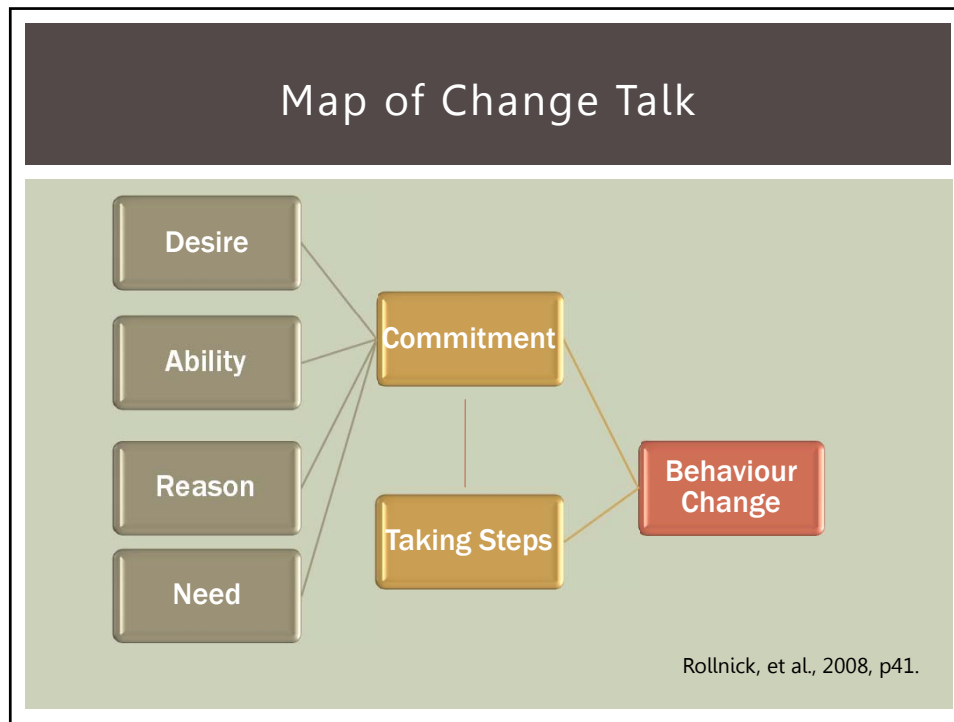 Map of Change Talk
Desire
Ability
Reason
Need
Commitment
Taking Steps
Behaviour
Change
Rollnick, et al., 2008, p41.